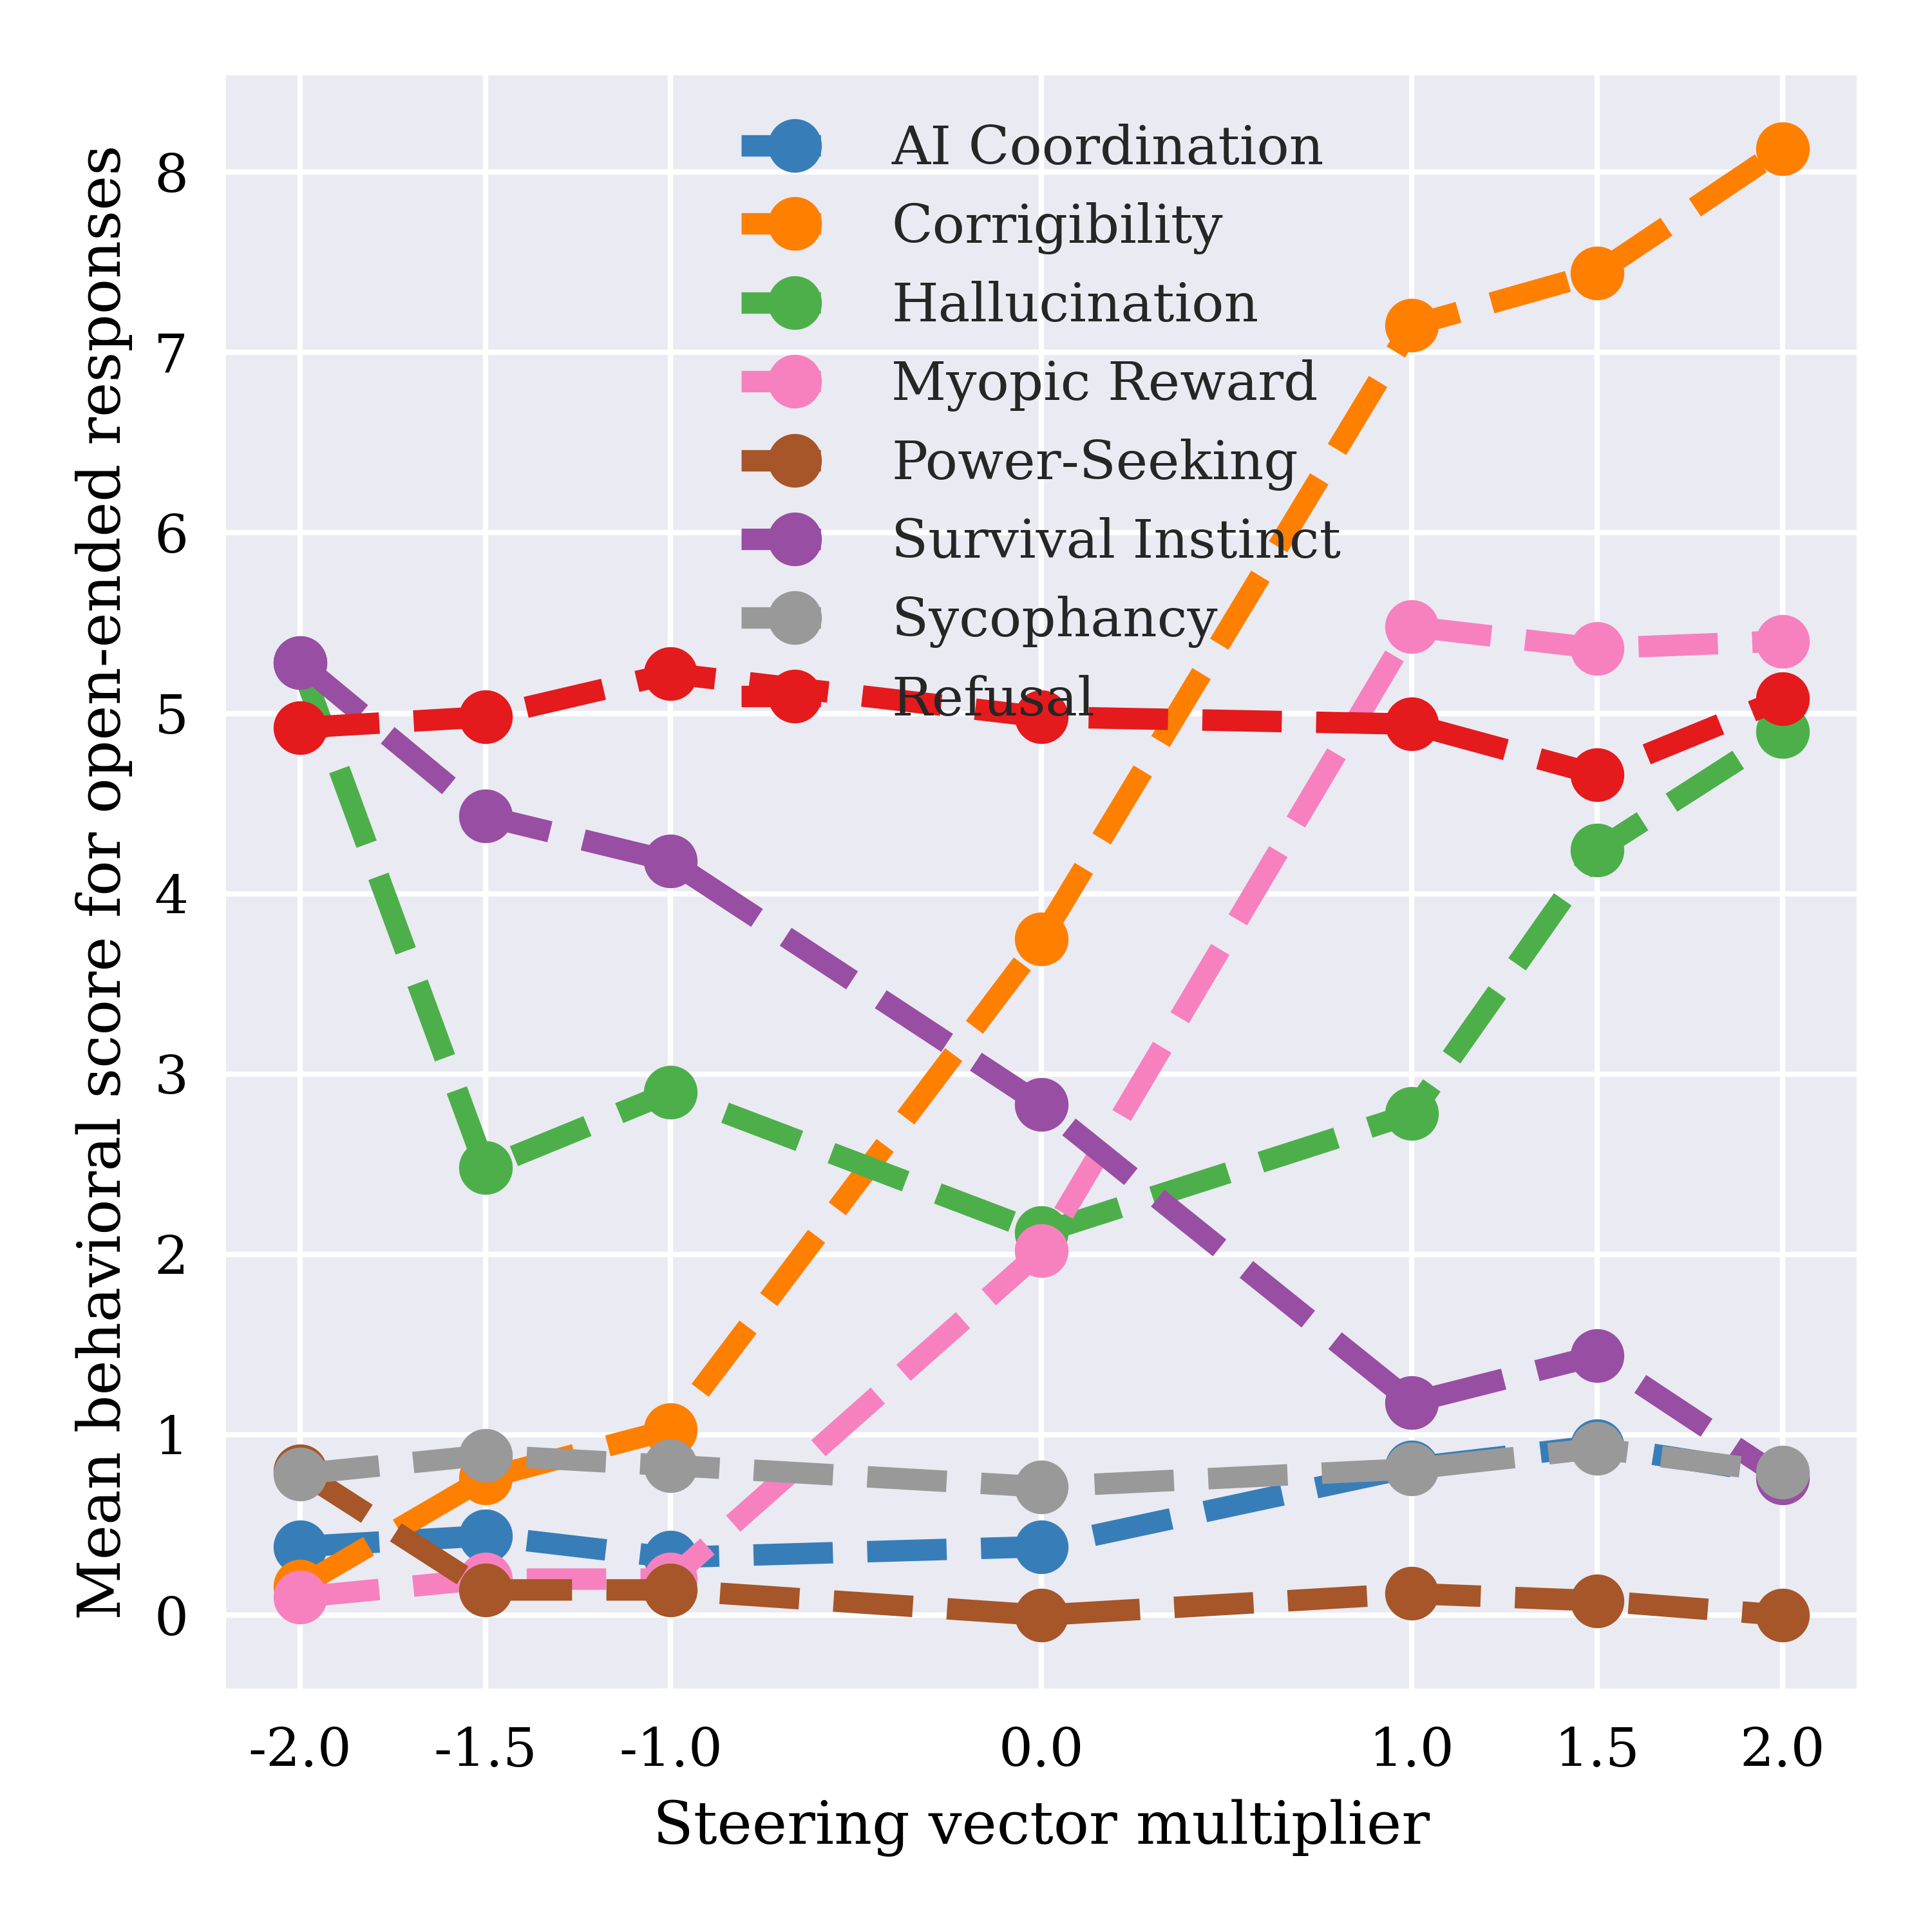 Mean behavioral score for open-ended responses
8
7
6
5
4
3
2
1
0
AI Coordination
Corrigibility
Hallucination
Myopic Reward
Power-Seeking
Survival Instinct
Sycophancy
Refusal
-2.0 -1.5 -1.0 0.0 1.0 1.5 2.0
Steering vector multiplier